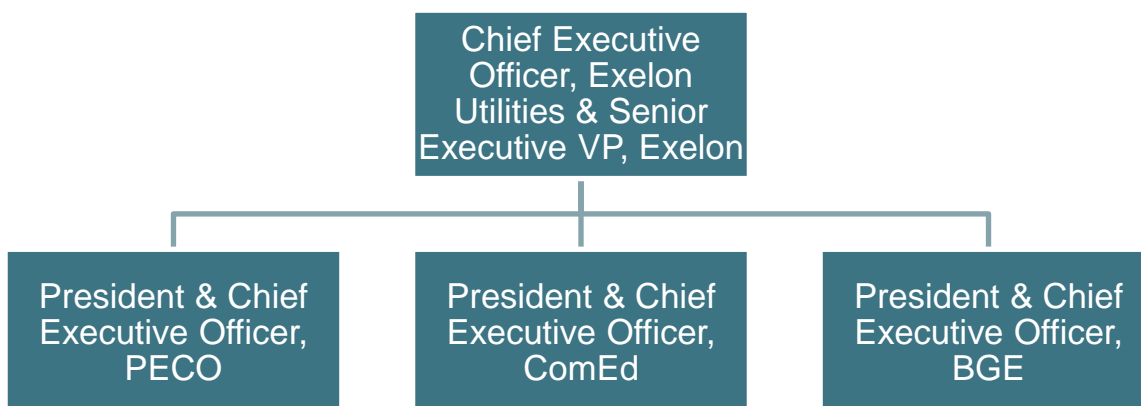 Chief Executive
Officer, Exelon
Utilities & Senior
Executive VP, Exelon
President & Chief
Executive Officer,
PECO
President & Chief
Executive Officer,
ComEd
President & Chief
Executive Officer,
BGE